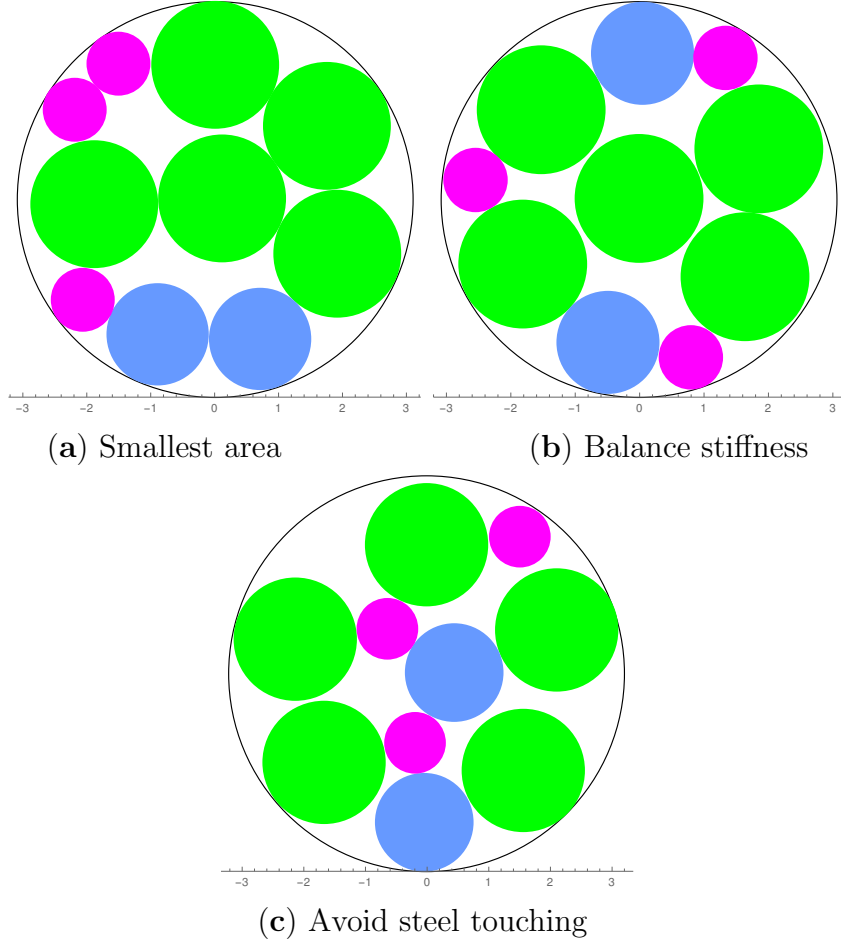 −3 −2 −1 0 1 2 3
−3 −2 −1 0 1 2 3
(a) Smallest area
(b) Balance stiffness
−3 −2 −1 0 1 2 3
(c) Avoid steel touching